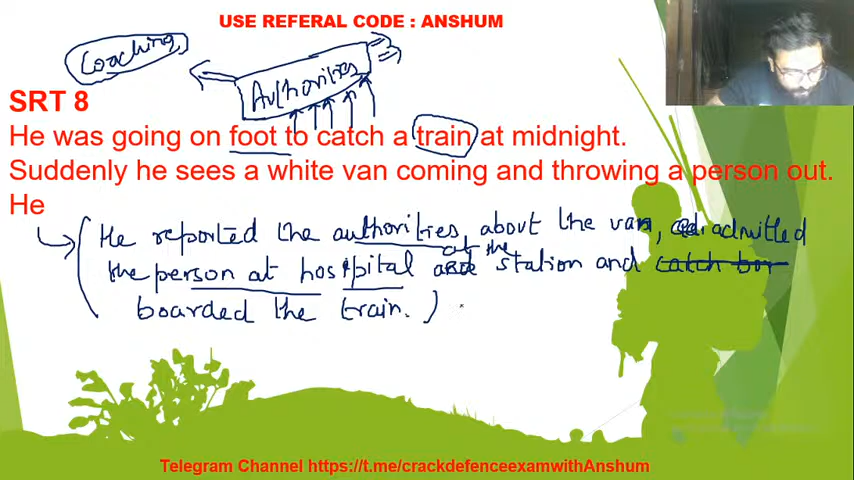 USE REFERAL CODE : ANSHUM
Coaching
Authorities
SRT 8
He was going on foot to catch a train at midnight.
Suddenly he sees a white van coming and throwing a person out.
He
He reported the authorities, about the van, admitted
the person at hospital at the station and catch bor
boarded the train.
Telegram Channel https://t.me/crackdefenceexamwithAnshum